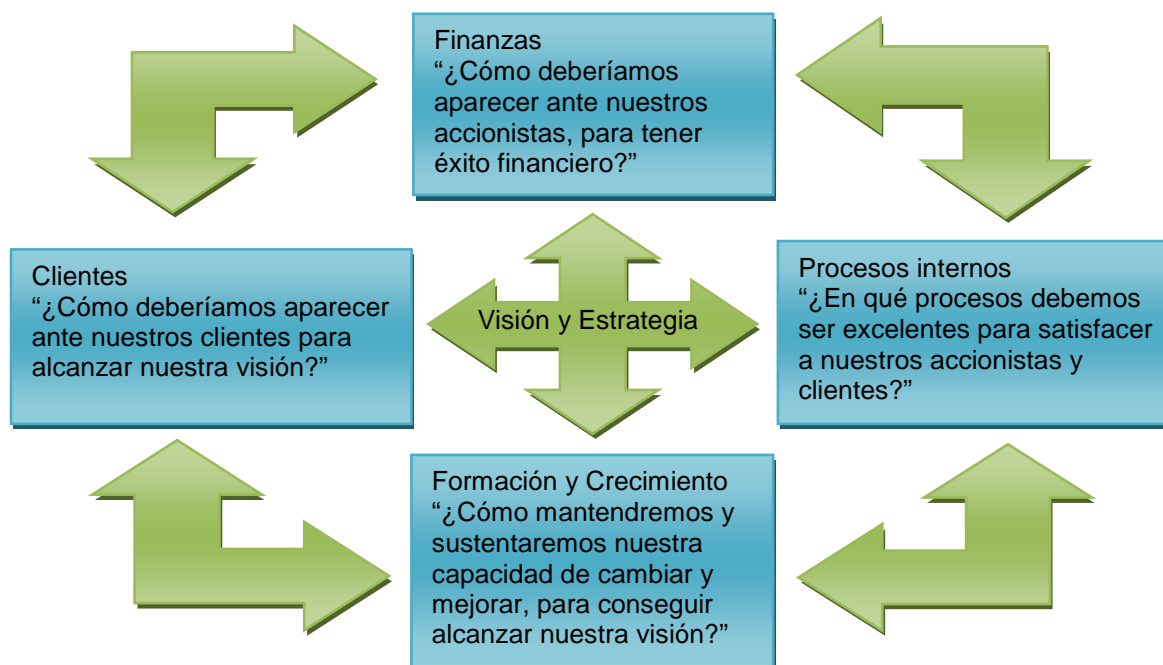 Finanzas
“¿Cómo deberíamos
aparecer ante nuestros
accionistas, para tener
éxito financiero?”
Clientes
“¿Cómo deberíamos aparecer
ante nuestros clientes para
alcanzar nuestra visión?”
Visión y Estrategia
Procesos internos
“¿En qué procesos debemos
ser excelentes para satisfacer
a nuestros accionistas y
clientes?”
Formación y Crecimiento
“¿Cómo mantendremos y
sustentaremos nuestra
capacidad de cambiar y
mejorar, para conseguir
alcanzar nuestra visión?”